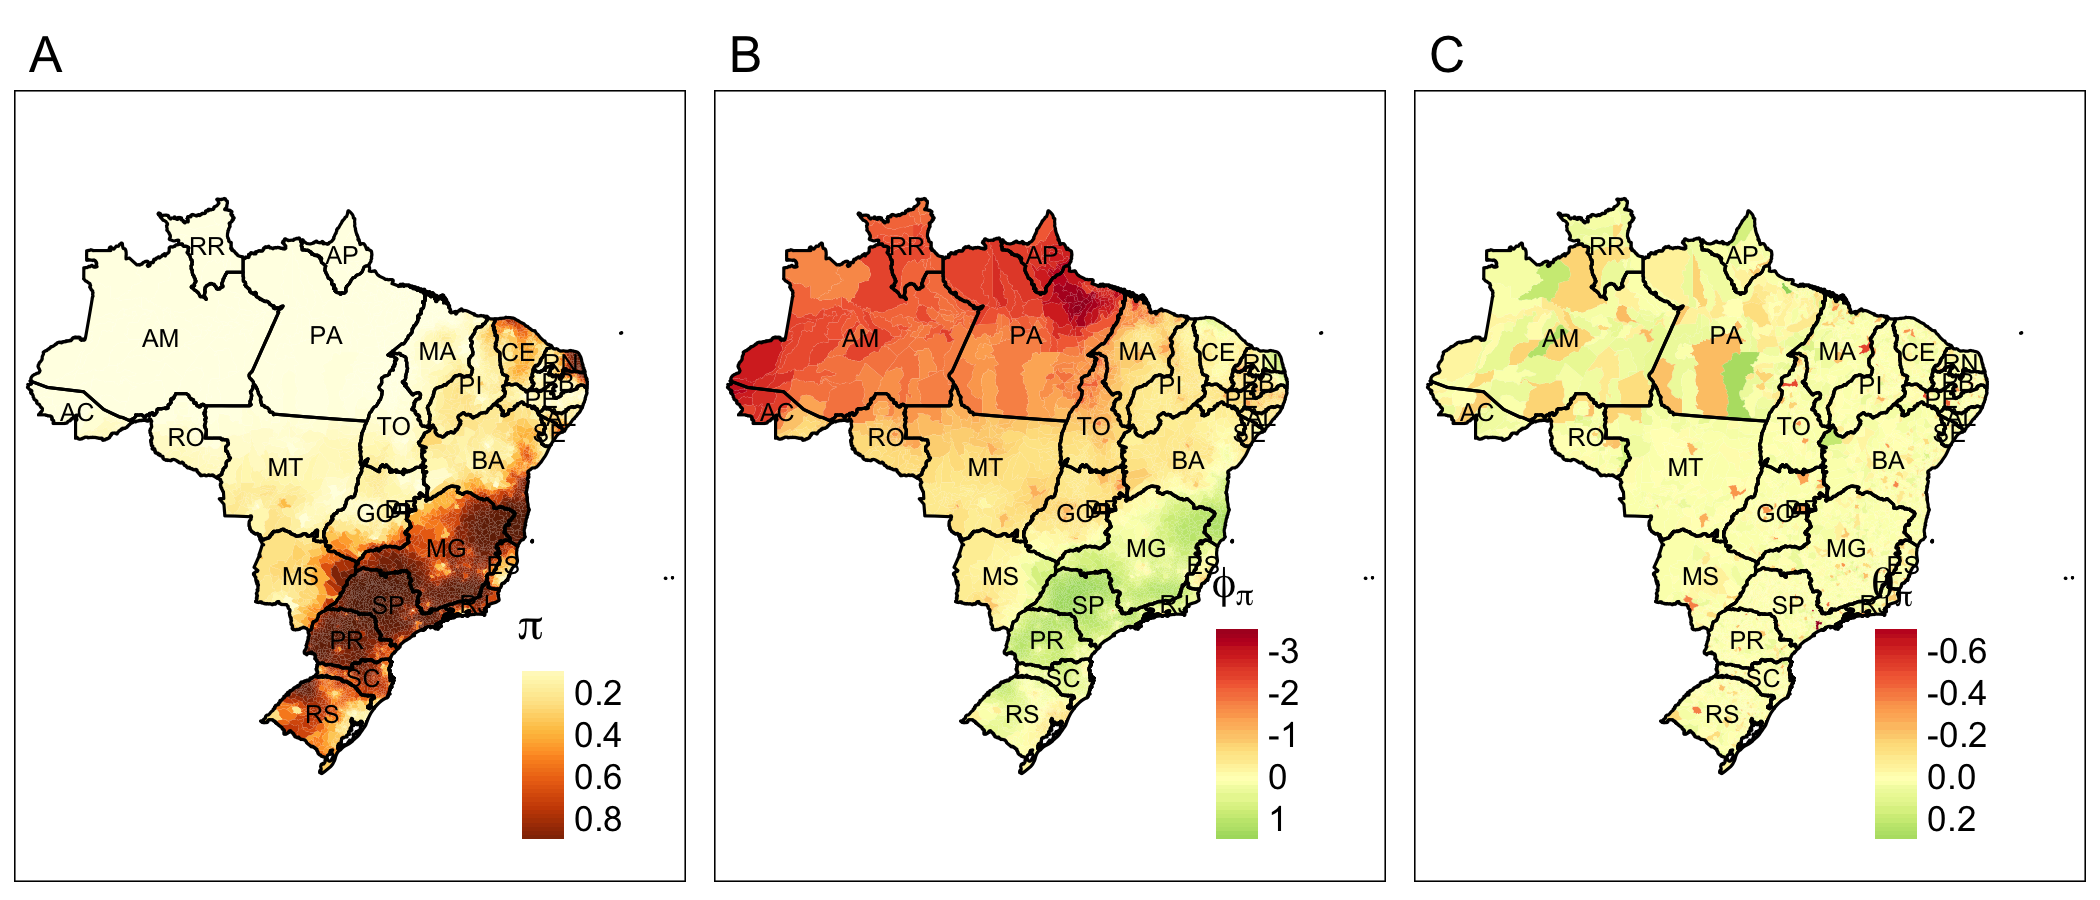 A
RR
AP
AM
PA
MA
CE
RN
PB
PI
PE
AC
AL
SE
TO
RO
BA
MT
GO
DF
MG
MS
ES
SP
RJ
π
PR
SC
RS
0.2
0.4
0.6
0.8
B
RR
AP
AM
PA
MA
CE
RN
PB
PI
PE
AC
AL
SE
TO
RO
BA
MT
GO
DF
MG
MS
ES
ϕπ
SP
RJ
PR
SC
RS
-3
-2
-1
0
1
C
RR
AP
AM
PA
MA
CE
RN
PB
PI
PE
AC
AL
SE
TO
RO
BA
MT
GO
DF
MG
MS
ES
θπ
SP
RJ
PR
SC
RS
-0.6
-0.4
-0.2
0.0
0.2